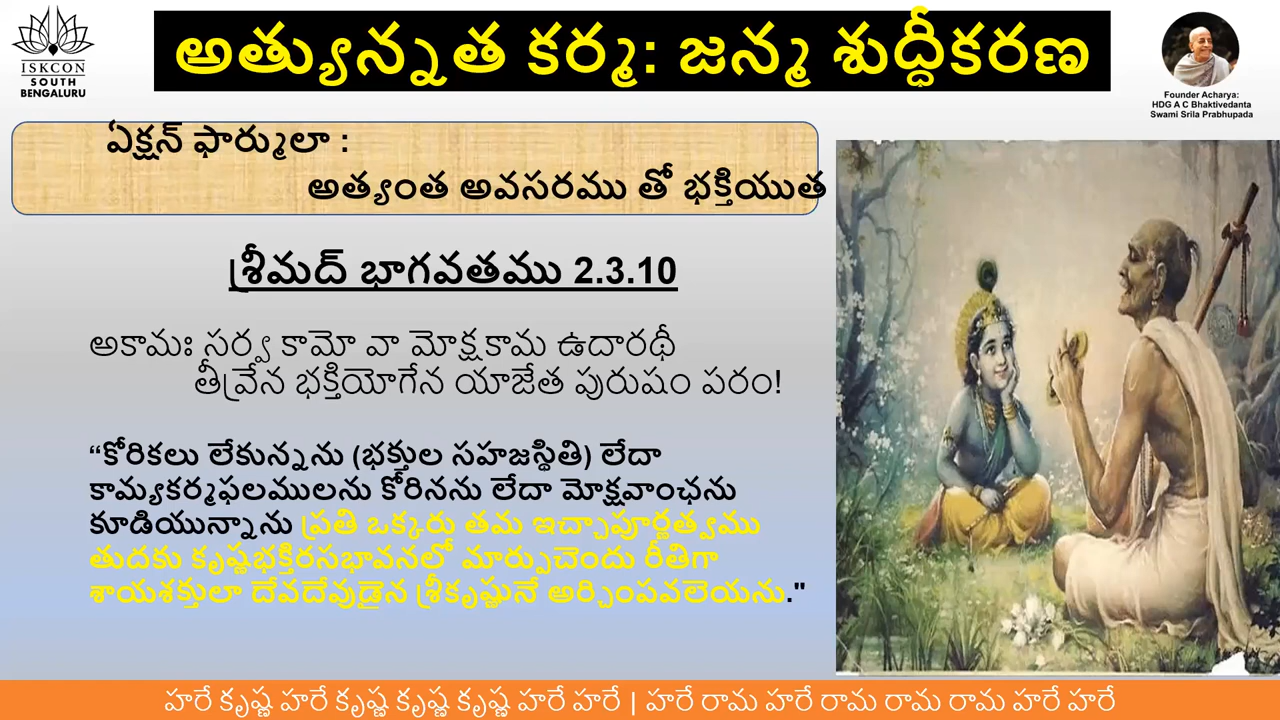 ISKCON
SOUTH
BENGALURU
అత్యున్నత కర్మ: జన్మ శుద్ధీకరణ
Founder Acharya:
HDG A C Bhaktivedanta
Swami Srila Prabhupada
ఏక్షన్ ఫార్ములా :
అత్యంత అవసరము తో భక్తియుత
శ్రీమద్ భాగవతము 2.3.10
అకామః సర్వ కామో వా మోక్షకామ ఉదారథీ
తీవ్రేన భక్తియోగేన యాజేత పురుషం పరం!
“కోరికలు లేకున్నను (భక్తుల సహజస్థితి) లేదా
కామ్యకర్మఫలములను కోరినను లేదా మోక్షవాంఛను
కూడియున్నాను ప్రతి ఒక్కరు తమ ఇచ్చాపూర్ణత్వము
తుదకు కృష్ణభక్తిరసభావనలో మార్పుచెందు రీతిగా
శాయశక్తులా దేవదేవుడైన శ్రీకృష్ణునే అర్చింపవలెయను."
హరే కృష్ణ హరే కృష్ణ కృష్ణ కృష్ణ హరే హరే | హరే రామ హరే రామ రామ రామ హరే హరే